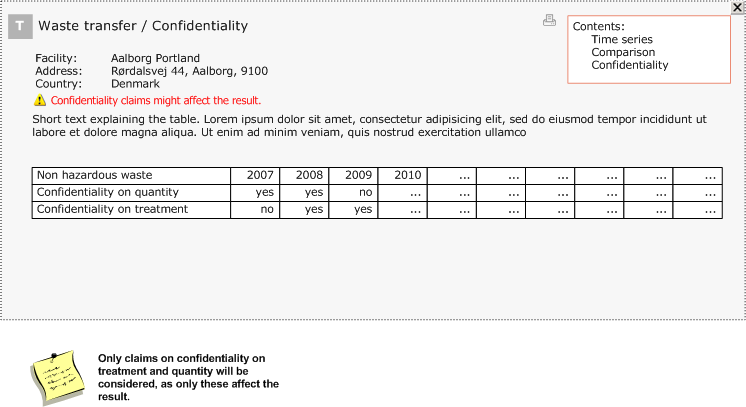 T Waste transfer / Confidentiality
Contents:
Time series
Comparison
Confidentiality
Facility: Aalborg Portland
Address: Rørdalsvej 44, Aalborg, 9100
Country: Denmark
Confidentiality claims might affect the result.
Short text explaining the table. Lorem ipsum dolor sit amet, consectetur adipisicing elit, sed do eiusmod tempor incididunt ut
labore et dolore magna aliqua. Ut enim ad minim veniam, quis nostrud exercitation ullamco
Non hazardous waste 2007 2008 2009 2010 ... ... ... ... ... ...
Confidentiality on quantity yes yes no ... ... ... ... ... ... ...
Confidentiality on treatment no yes yes ... ... ... ... ... ... ...
Only claims on confidentiality on
treatment and quantity will be
considered, as only these affect the
result.